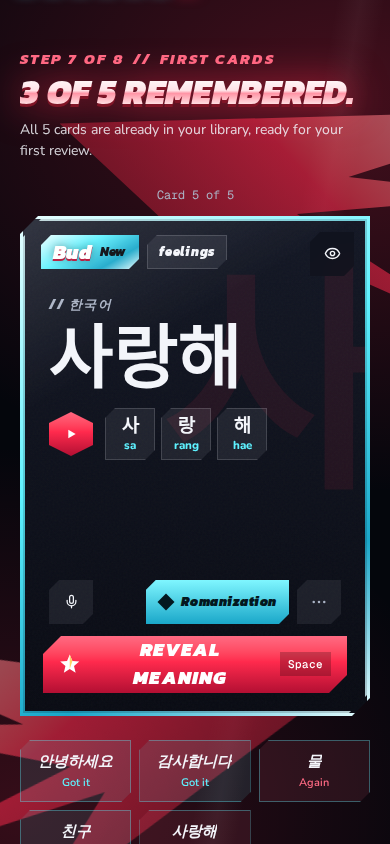 STEP 7 OF 8 // FIRST CARDS
3 OF 5 REMEMBERED.
All 5 cards are already in your library, ready for your
first review.
Card 5 of 5
Bud New feelings
// 한국어
사랑해
사 랑 해
sa rang hae
Romanization
REVEAL
MEANING
Space
안녕하세요 감사합니다 물
Got it Got it Again
친구 사랑해